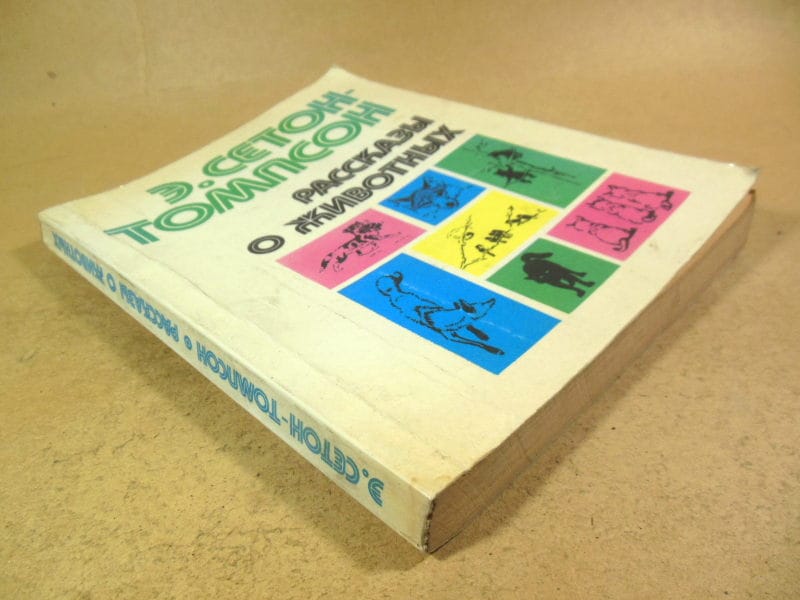 Э. СЕТОН-
ТОМПСОН
РАССКАЗЫ
О ЖИВОТНЫХ
Э. СЕТОН-ТОМПСОН • РАССКАЗЫ О ЖИВОТНЫХ